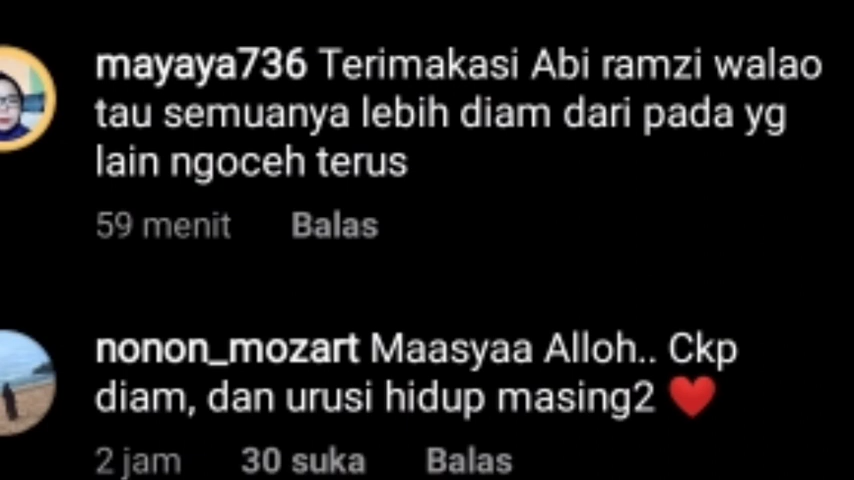 mayaya736 Terimakasi Abi ramzi walao
tau semuanya lebih diam dari pada yg
lain ngoceh terus
59 menit Balas
nonon_mozart Maasyaa Alloh.. Ckp
diam, dan urusi hidup masing2 ❤️
2 jam 30 suka Balas